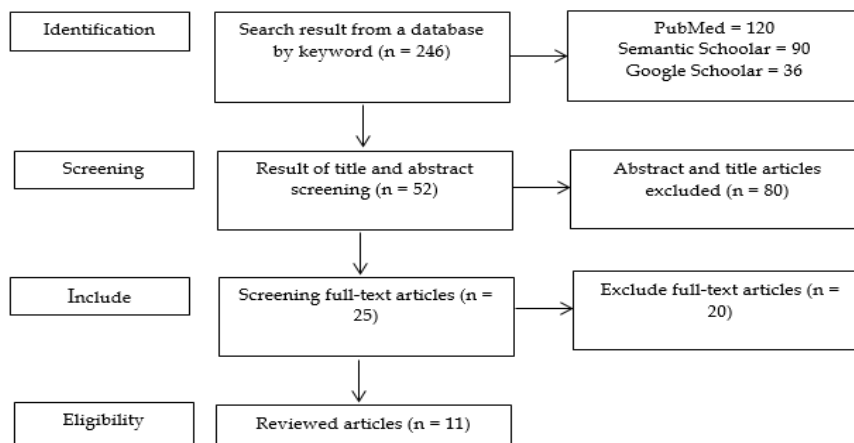 Identification
Search result from a database
by keyword (n = 246)
PubMed = 120
Semantic Schoolar = 90
Google Schoolar = 36
Screening
Result of title and abstract
screening (n = 52)
Abstract and title articles
excluded (n = 80)
Include
Screening full-text articles (n =
25)
Exclude full-text articles (n =
20)
Eligibility
Reviewed articles (n = 11)